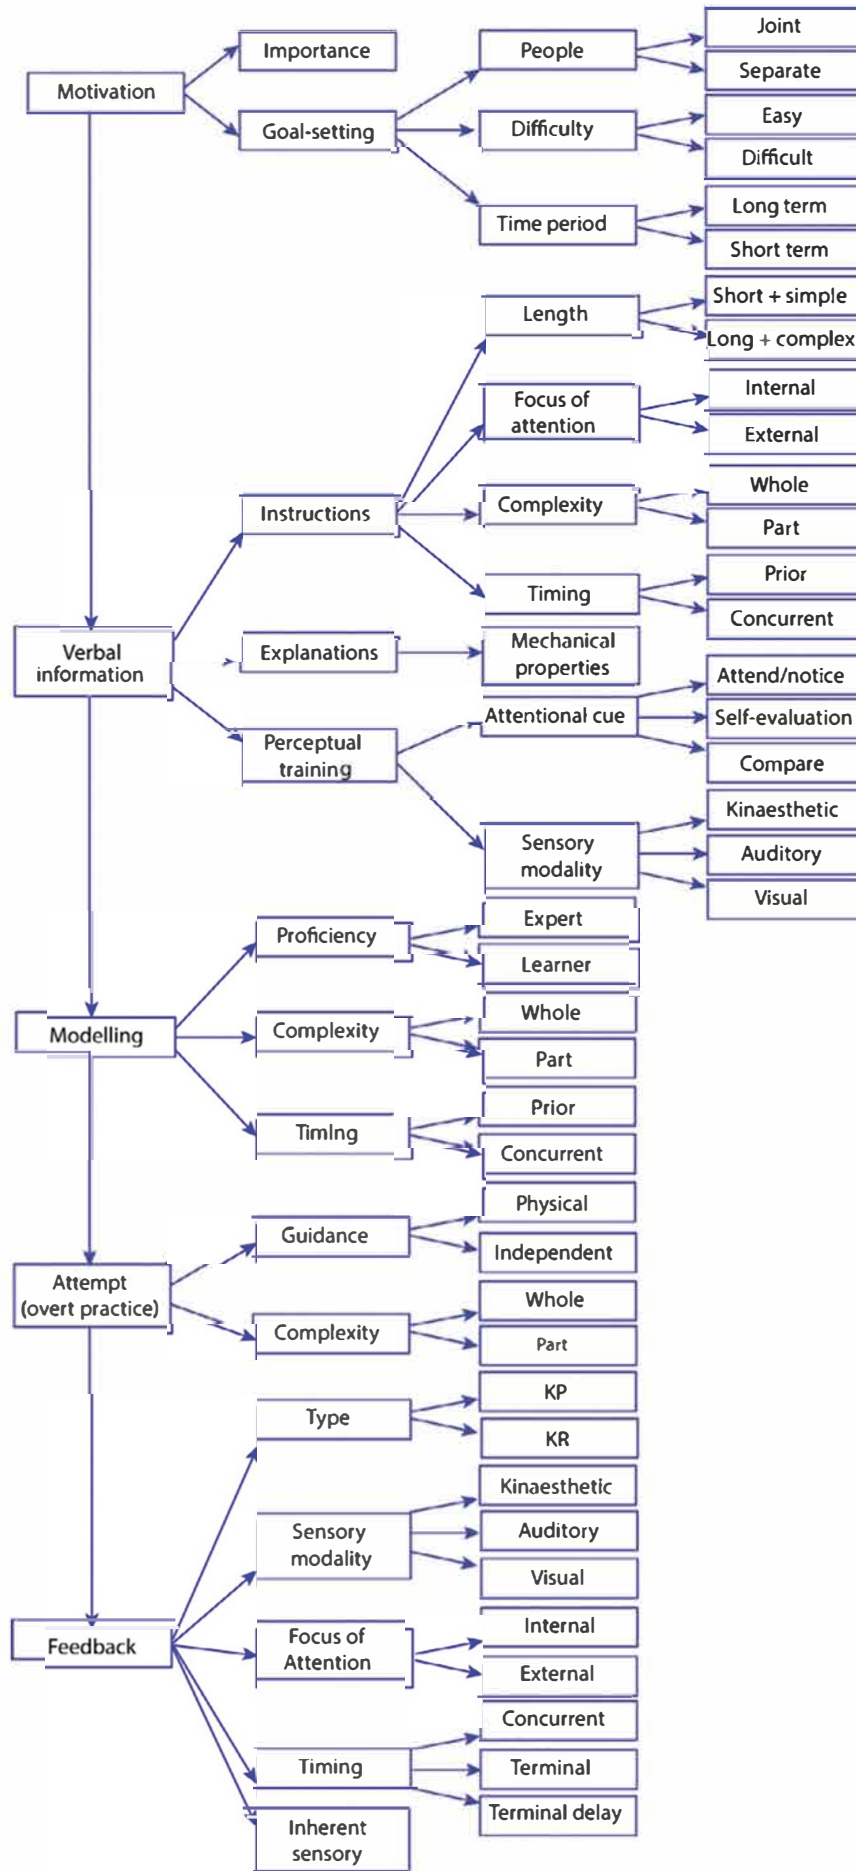 Motivation
Importance
Goal-setting
People
Joint
Separate
Difficulty
Easy
Difficult
Time period
Long term
Short term
Verbal
information
Instructions
Length
Short + simple
Long + complex
Focus of
attention
Internal
External
Complexity
Whole
Part
Timing
Prior
Concurrent
Explanations
Mechanical
properties
Perceptual
training
Attentional cue
Attend/notice
Self-evaluation
Compare
Sensory
modality
Kinaesthetic
Auditory
Visual
Modelling
Proficiency
Expert
Learner
Complexity
Whole
Part
Timing
Prior
Concurrent
Attempt
(overt practice)
Guidance
Physical
Independent
Complexity
Whole
Part
Feedback
Type
KP
KR
Sensory
modality
Kinaesthetic
Auditory
Visual
Focus of
Attention
Internal
External
Timing
Concurrent
Terminal
Terminal delay
Inherent
sensory